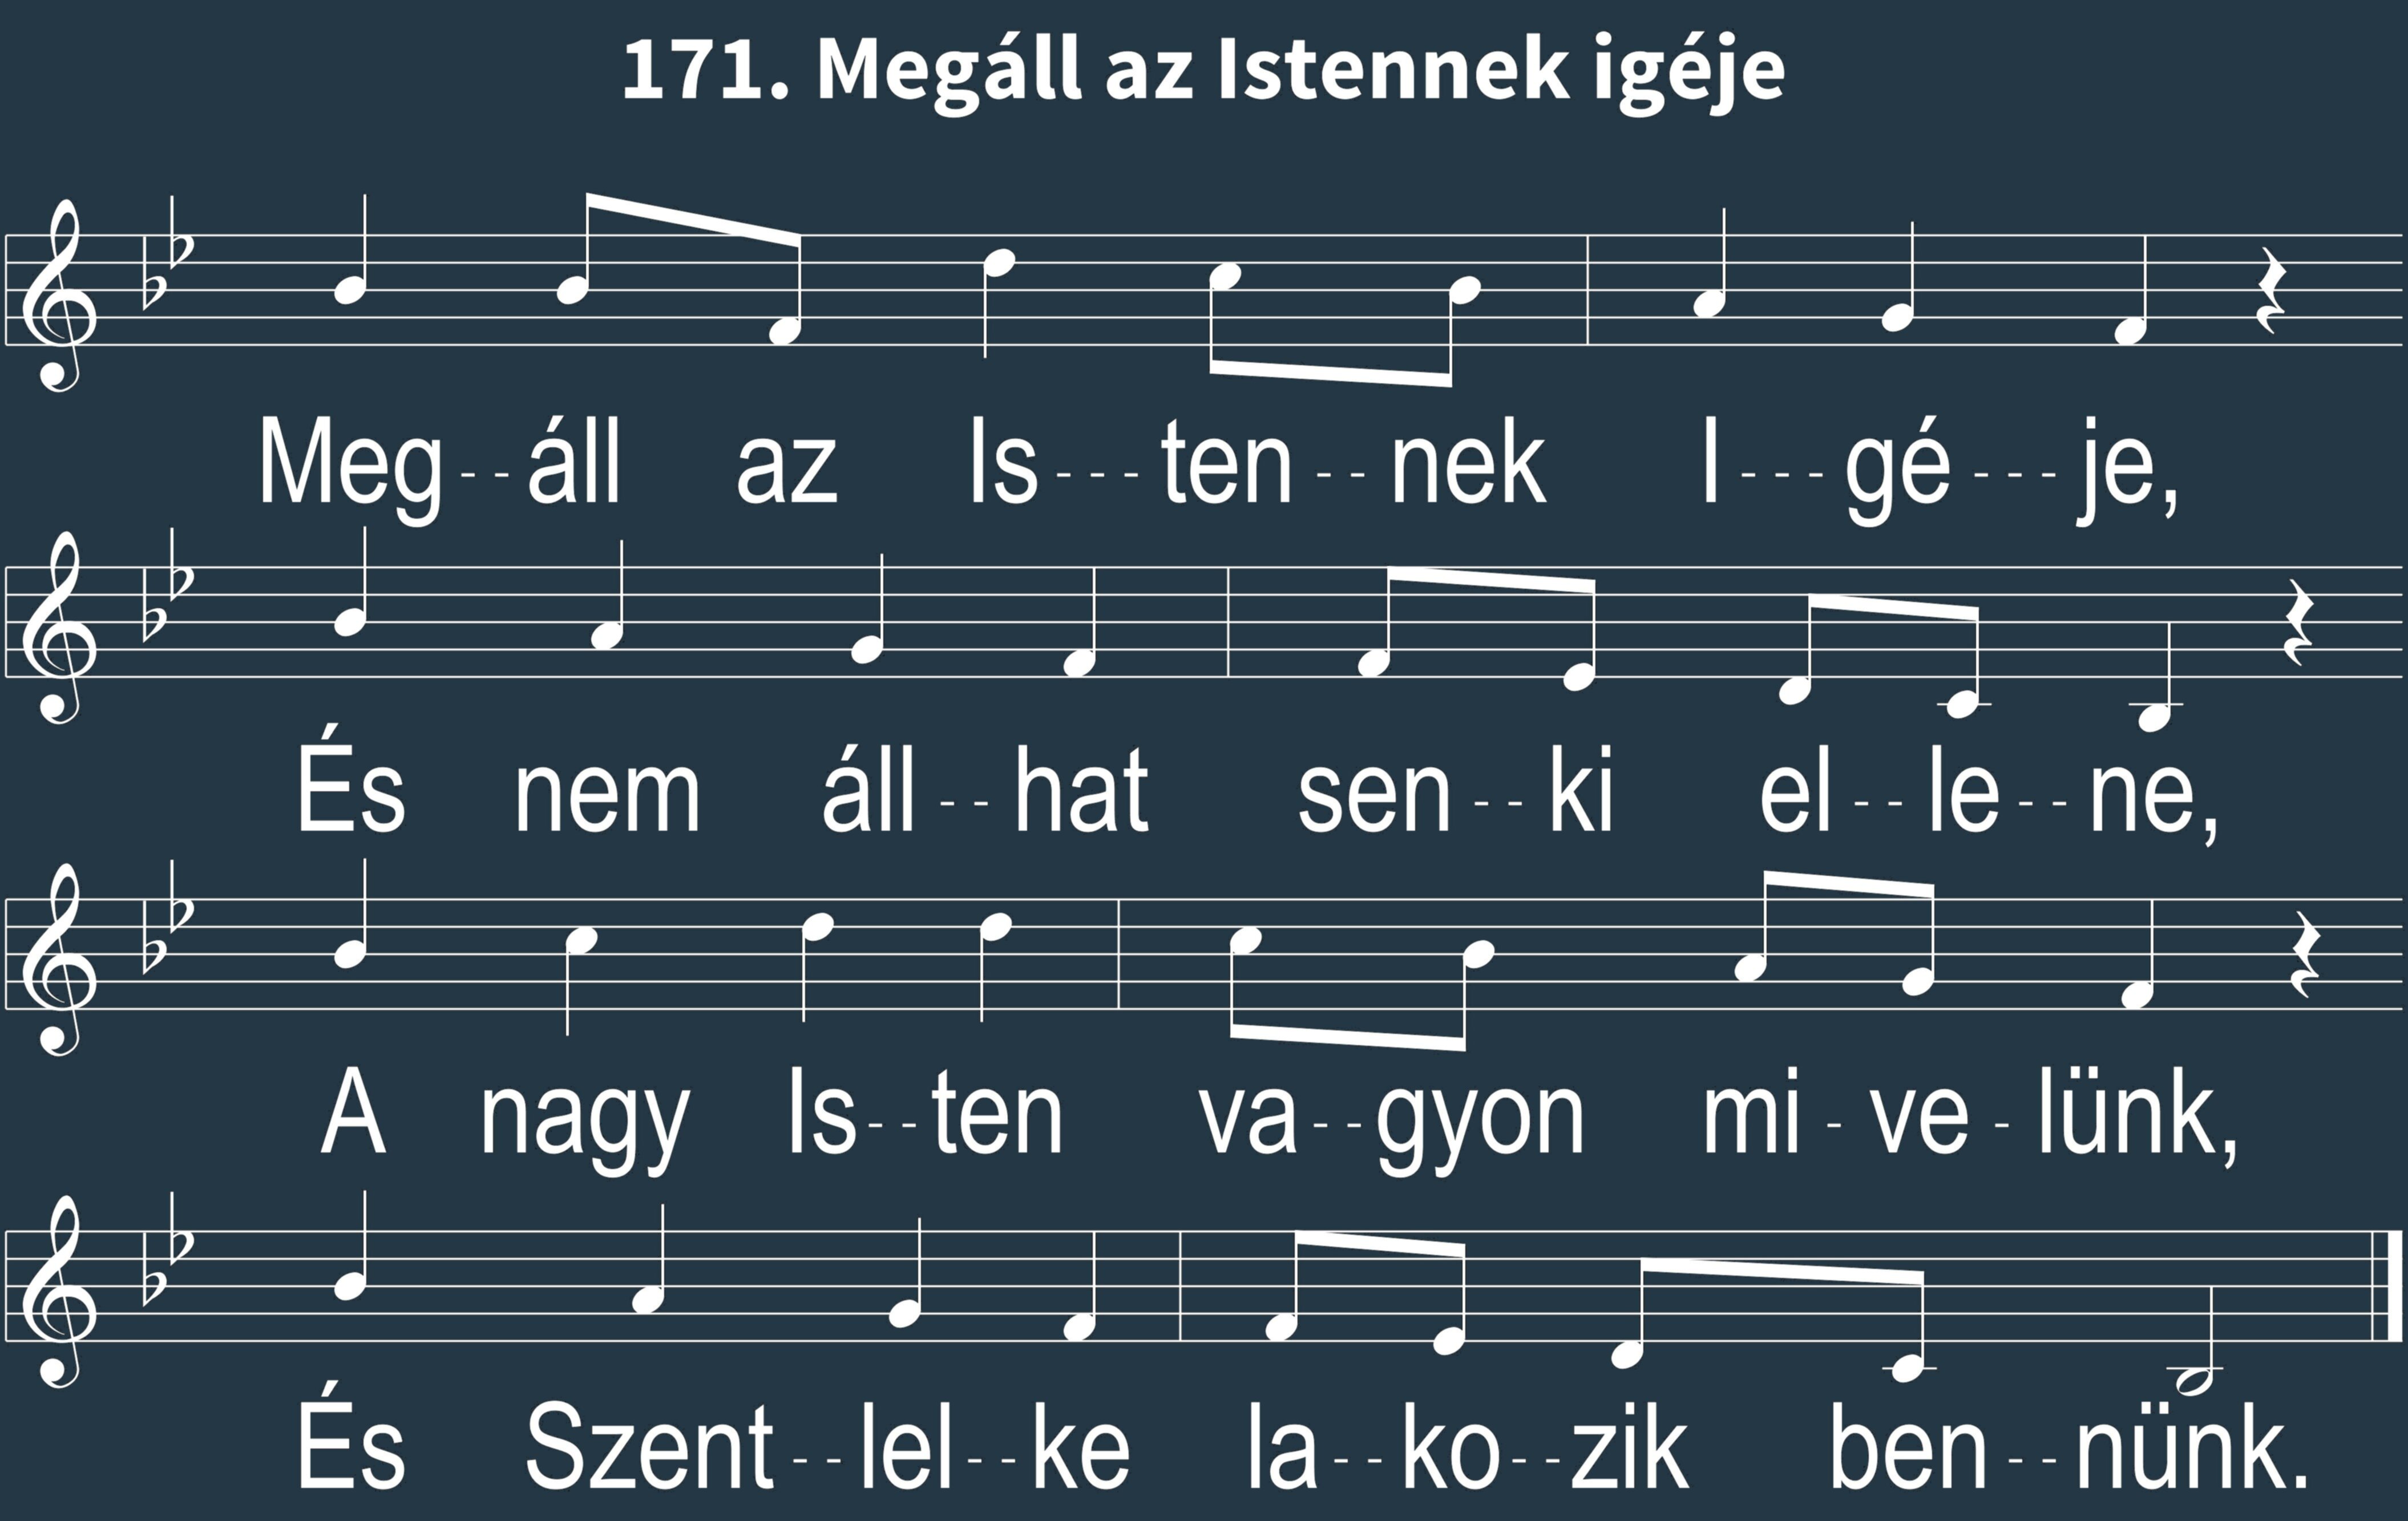 171. Megáll az Istennek igéje
Meg--áll az Is---ten--nek I---gé---je,
És nem áll--hat sen--ki el--le--ne,
A nagy Is--ten va--gyon mi-ve-lünk,
És Szent--lel--ke la--ko--zik ben--nünk.